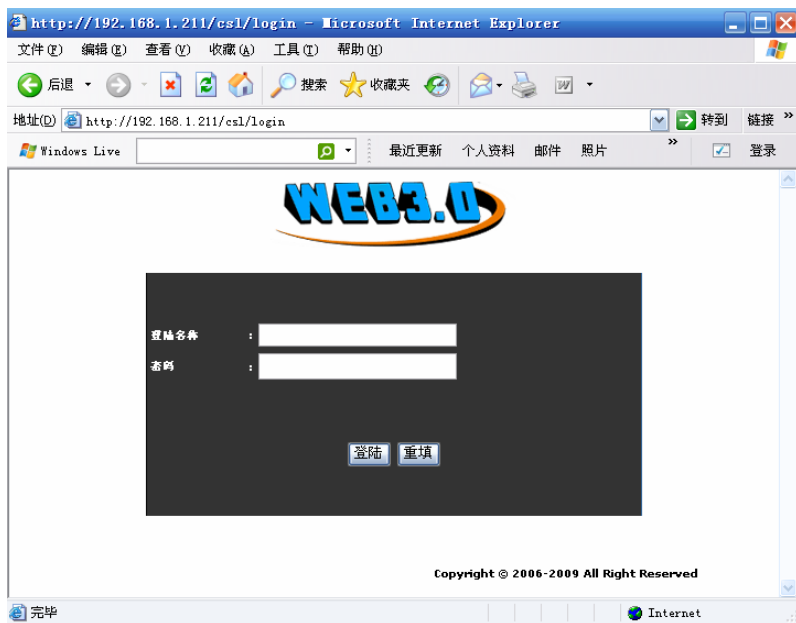 http://192.168.1.211/csl/login - Microsoft Internet Explorer
文件(F) 编辑(E) 查看(V) 收藏(A) 工具(T) 帮助(H)
后退 搜索 收藏夹
地址(D) http://192.168.1.211/csl/login 转到 链接 »
Windows Live 最近更新 个人资料 邮件 照片 » 登录
WEB3.0
登陆名称 :
密码 :
登陆 重填
Copyright © 2006-2009 All Right Reserved
完毕 Internet